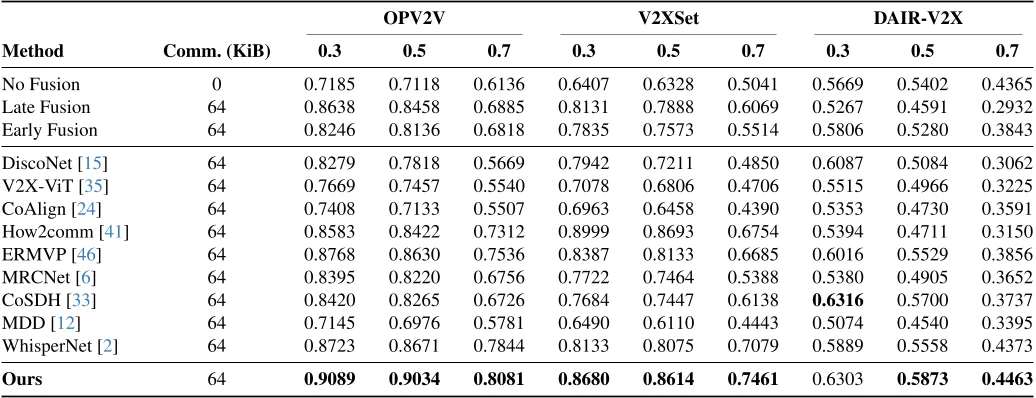 OPV2V V2XSet DAIR-V2X
Method Comm. (KiB) 0.3 0.5 0.7 0.3 0.5 0.7 0.3 0.5 0.7
No Fusion 0 0.7185 0.7118 0.6136 0.6407 0.6328 0.5041 0.5669 0.5402 0.4365
Late Fusion 64 0.8638 0.8458 0.6885 0.8131 0.7888 0.6069 0.5267 0.4591 0.2932
Early Fusion 64 0.8246 0.8136 0.6818 0.7835 0.7573 0.5514 0.5806 0.5280 0.3843
DiscoNet [15] 64 0.8279 0.7818 0.5669 0.7942 0.7211 0.4850 0.6087 0.5084 0.3062
V2X-ViT [35] 64 0.7669 0.7457 0.5540 0.7078 0.6806 0.4706 0.5515 0.4966 0.3225
CoAlign [24] 64 0.7408 0.7133 0.5507 0.6963 0.6458 0.4390 0.5353 0.4730 0.3591
How2comm [41] 64 0.8583 0.8422 0.7312 0.8999 0.8693 0.6754 0.5394 0.4711 0.3150
ERMVP [46] 64 0.8768 0.8630 0.7536 0.8387 0.8133 0.6685 0.6016 0.5529 0.3856
MRCNet [6] 64 0.8395 0.8220 0.6756 0.7722 0.7464 0.5388 0.5380 0.4905 0.3652
CoSDH [33] 64 0.8420 0.8265 0.6726 0.7684 0.7447 0.6138 0.6316 0.5700 0.3737
MDD [12] 64 0.7145 0.6976 0.5781 0.6490 0.6110 0.4443 0.5074 0.4540 0.3395
WhisperNet [2] 64 0.8723 0.8671 0.7844 0.8133 0.8075 0.7079 0.5889 0.5558 0.4373
Ours 64 0.9089 0.9034 0.8081 0.8680 0.8614 0.7461 0.6303 0.5873 0.4463